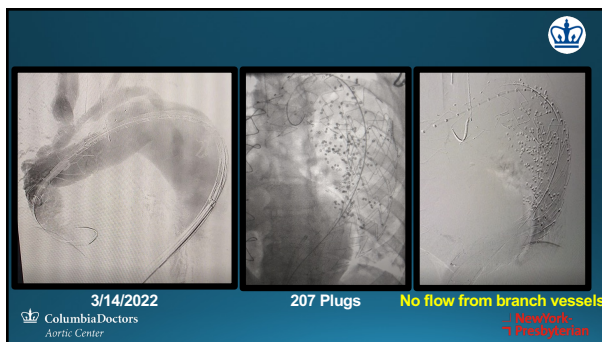 3/14/2022
207 Plugs
No flow from branch vessels
ColumbiaDoctors
Aortic Center
NewYork-
Presbyterian